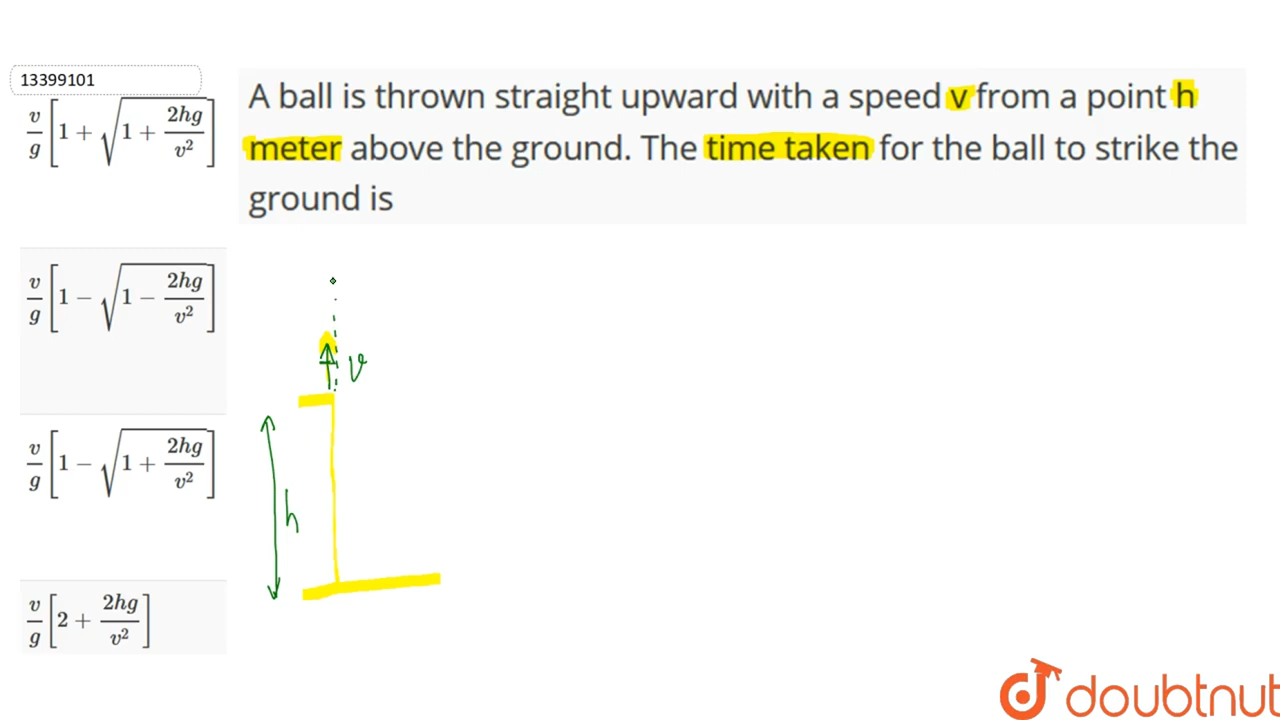 13399101
A ball is thrown straight upward with a speed v from a point h
meter above the ground. The time taken for the ball to strike the
ground is
v/g [1 + √(1 + 2hg/v²)]
v/g [1 − √(1 − 2hg/v²)]
v/g [1 − √(1 + 2hg/v²)]
v/g [2 + 2hg/v²]
v
h
doubtnut